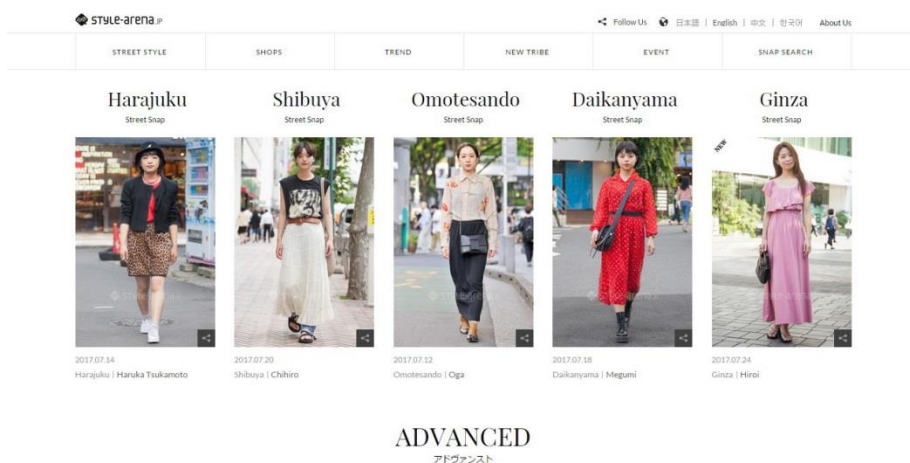 STYLE-arena.JP
Follow Us 日本語 | English | 中文 | 한국어 About Us
STREET STYLE SHOPS TREND NEW TRIBE EVENT SNAP SEARCH
Harajuku Shibuya Omotesando Daikanyama Ginza
Street Snap Street Snap Street Snap Street Snap Street Snap
NEW
2017.07.14 2017.07.20 2017.07.12 2017.07.18 2017.07.24
Harajuku | Haruka Tsukamoto Shibuya | Chihiro Omotesando | Oga Daikanyama | Megumi Ginza | Hiroi
ADVANCED
アドヴァンスト